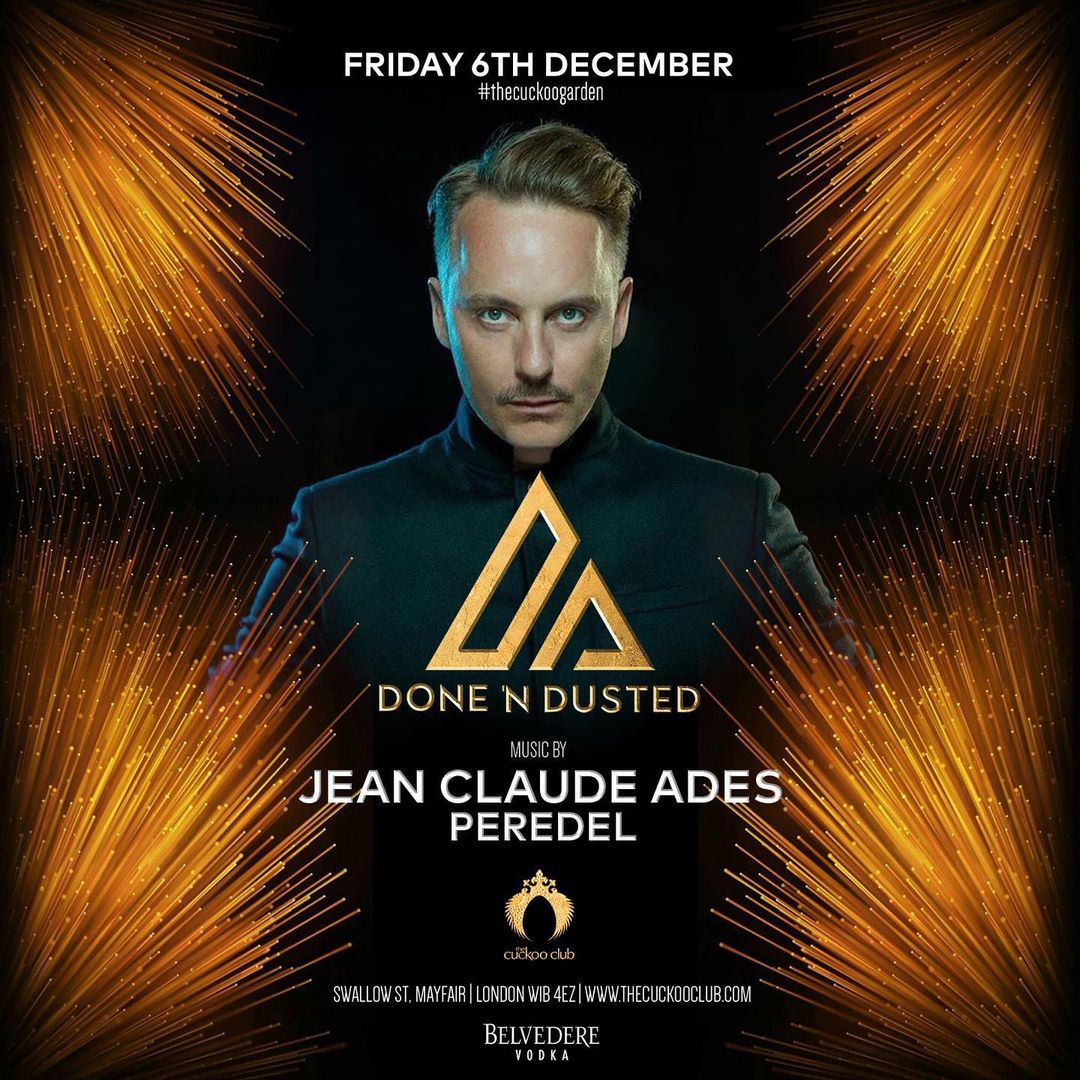 FRIDAY 6TH DECEMBER
#thecuckoogarden
DONE 'N DUSTED
MUSIC BY
JEAN CLAUDE ADES
PEREDEL
the
cuckoo club
SWALLOW ST, MAYFAIR | LONDON WIB 4EZ | WWW.THECUCKOOCLUB.COM
BELVEDERE
VODKA